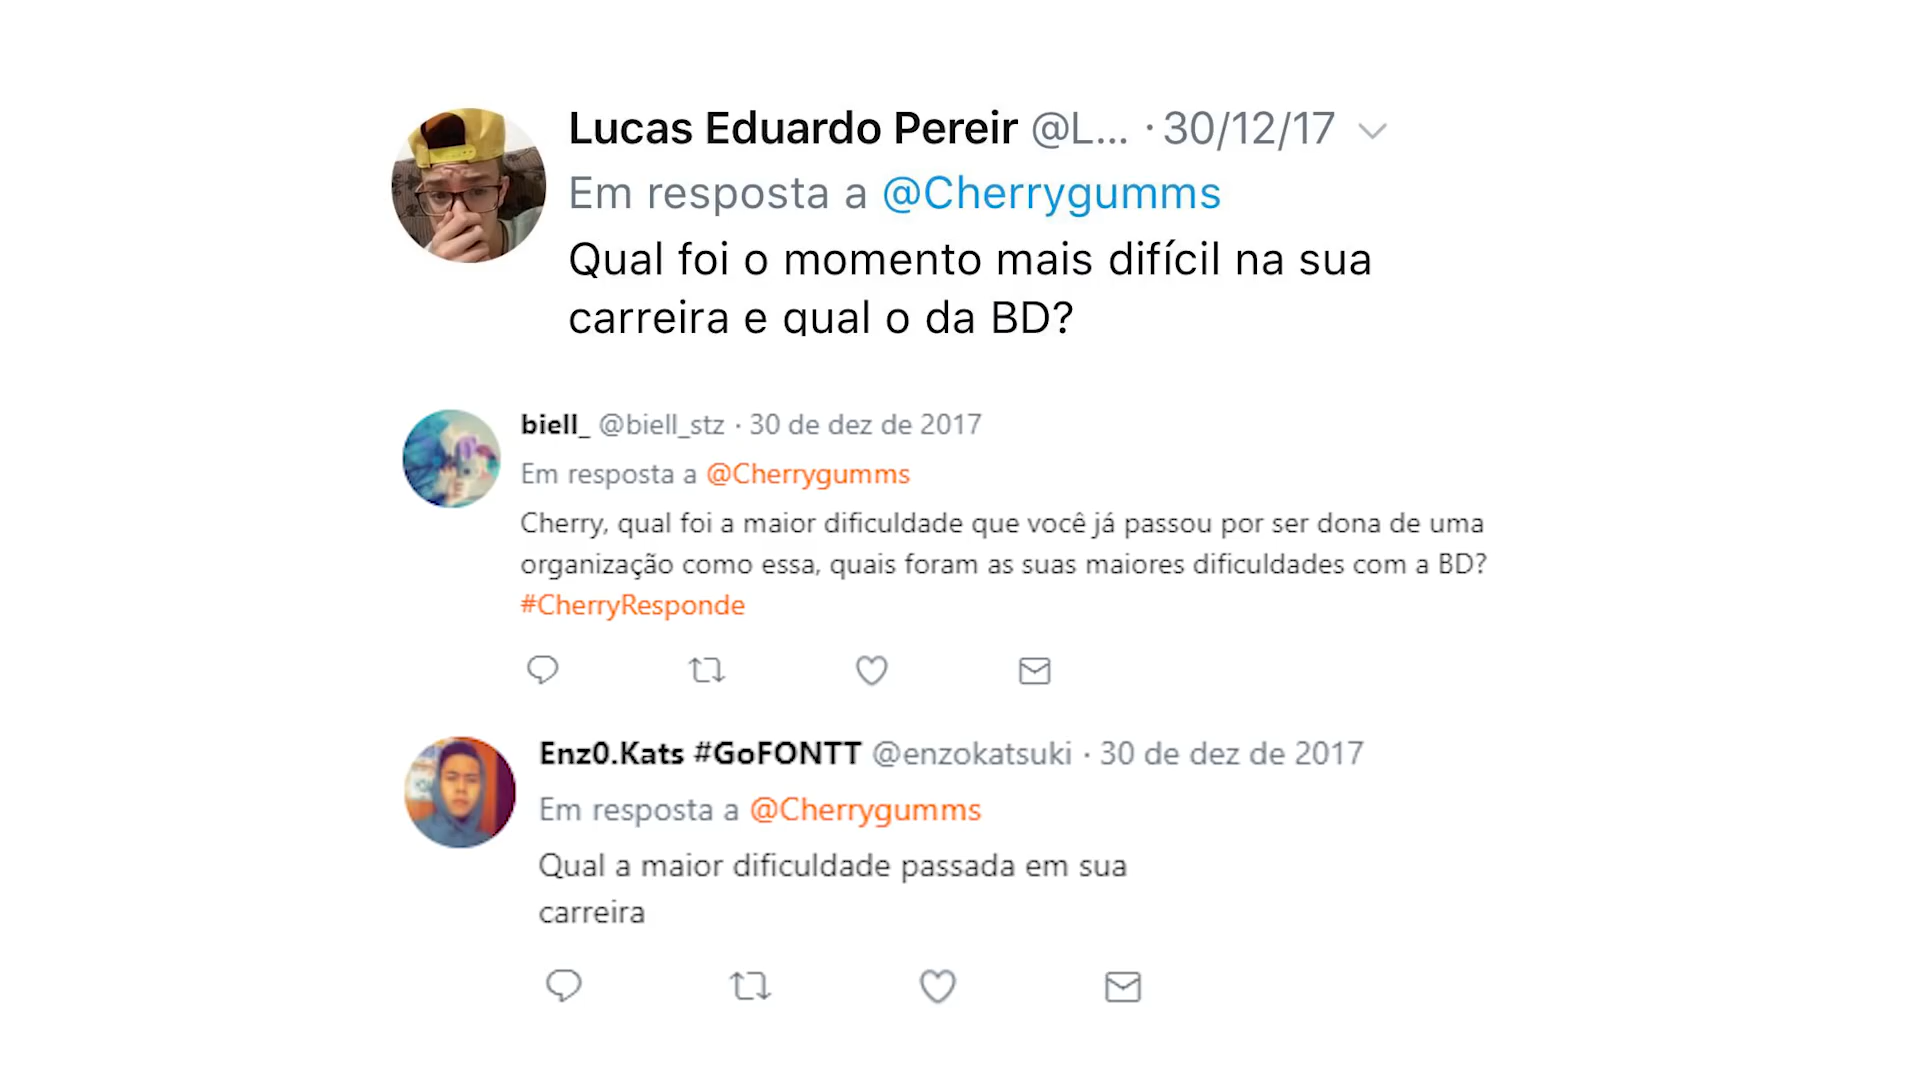 Lucas Eduardo Pereir @L... · 30/12/17
Em resposta a @Cherrygumms
Qual foi o momento mais difícil na sua
carreira e qual o da BD?
biell_ @biell_stz · 30 de dez de 2017
Em resposta a @Cherrygumms
Cherry, qual foi a maior dificuldade que você já passou por ser dona de uma
organização como essa, quais foram as suas maiores dificuldades com a BD?
#CherryResponde
Enz0.Kats #GoFONTT @enzokatsuki · 30 de dez de 2017
Em resposta a @Cherrygumms
Qual a maior dificuldade passada em sua
carreira